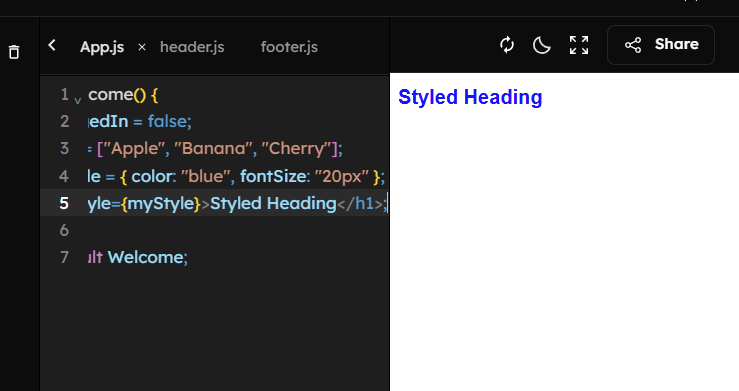 App.js × header.js footer.js Share
1 come() {
2 edIn = false;
3 = ["Apple", "Banana", "Cherry"];
4 le = { color: "blue", fontSize: "20px" };
5 yle={myStyle}>Styled Heading</h1>;
6
7 ult Welcome;
Styled Heading